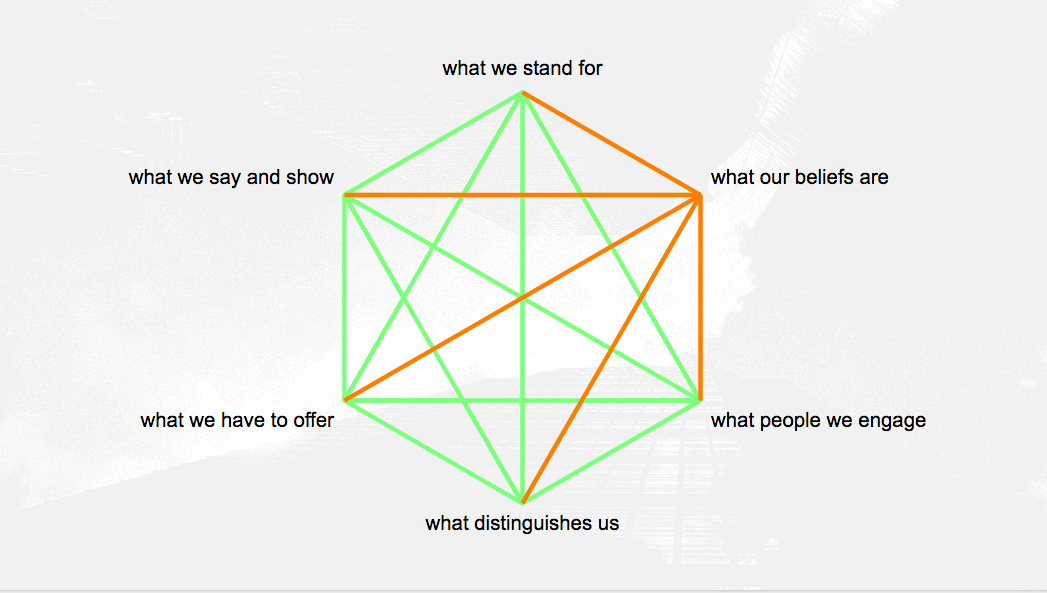 what we stand for
what we say and show
what our beliefs are
what we have to offer
what people we engage
what distinguishes us